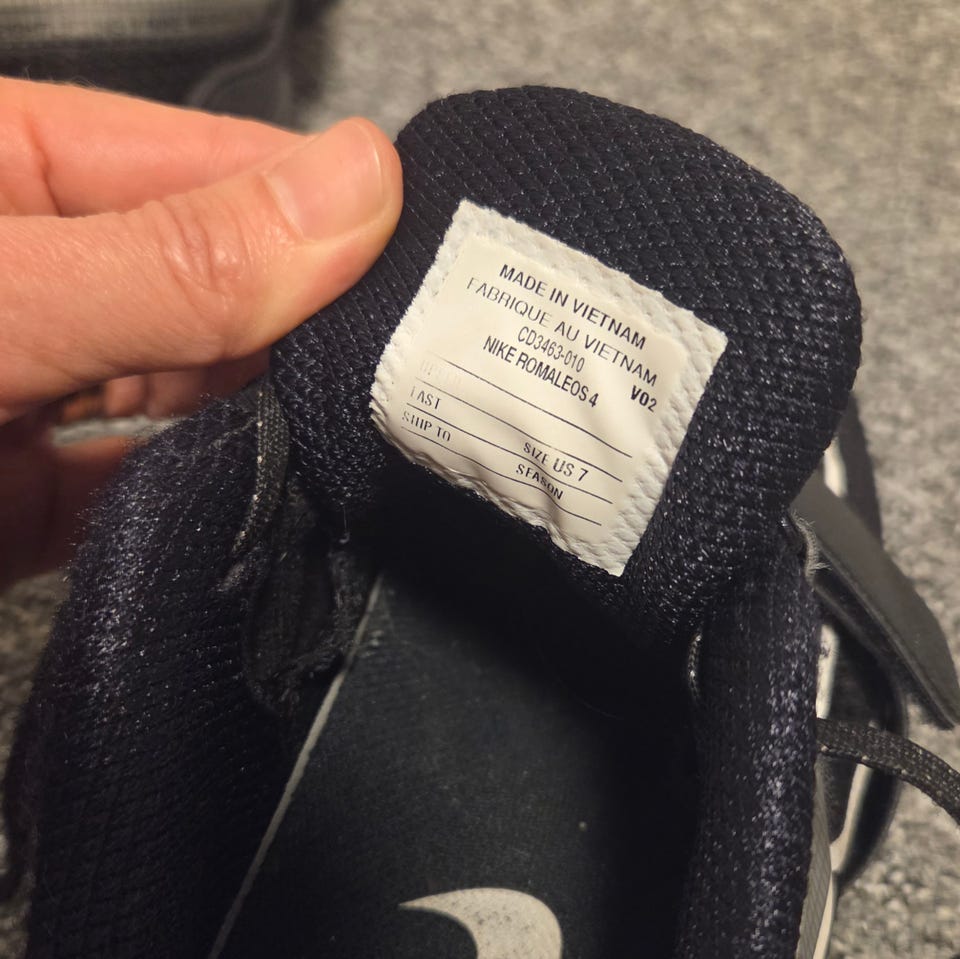 MADE IN VIETNAM
FABRIQUE AU VIETNAM
CD3463-010 V02
NIKE ROMALEOS 4
UPPER
LAST SIZE US 7
SHIP TO SEASON